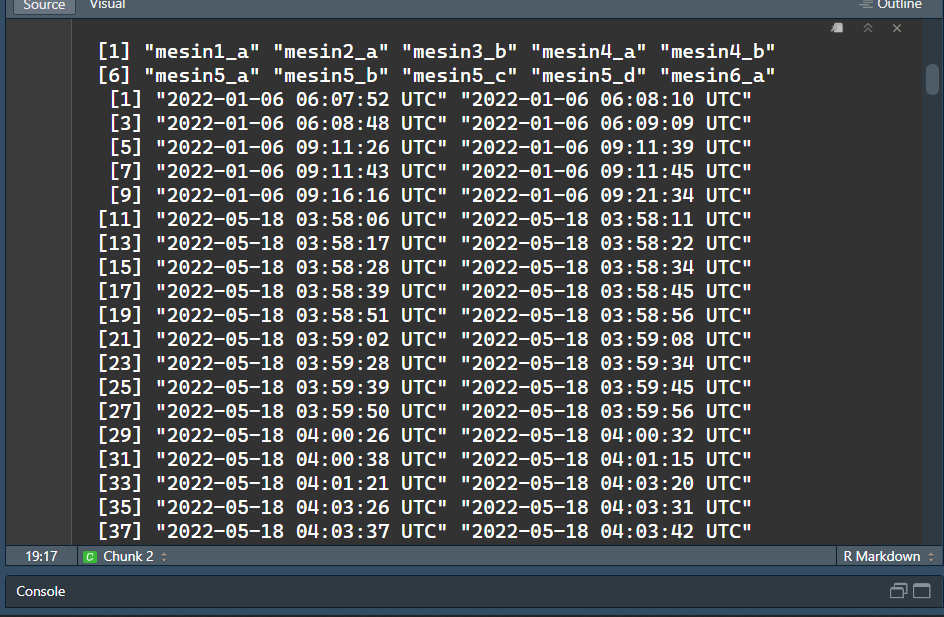 Source Visual Outline
[1] "mesin1_a" "mesin2_a" "mesin3_b" "mesin4_a" "mesin4_b"
[6] "mesin5_a" "mesin5_b" "mesin5_c" "mesin5_d" "mesin6_a"
[1] "2022-01-06 06:07:52 UTC" "2022-01-06 06:08:10 UTC"
[3] "2022-01-06 06:08:48 UTC" "2022-01-06 06:09:09 UTC"
[5] "2022-01-06 09:11:26 UTC" "2022-01-06 09:11:39 UTC"
[7] "2022-01-06 09:11:43 UTC" "2022-01-06 09:11:45 UTC"
[9] "2022-01-06 09:16:16 UTC" "2022-01-06 09:21:34 UTC"
[11] "2022-05-18 03:58:06 UTC" "2022-05-18 03:58:11 UTC"
[13] "2022-05-18 03:58:17 UTC" "2022-05-18 03:58:22 UTC"
[15] "2022-05-18 03:58:28 UTC" "2022-05-18 03:58:34 UTC"
[17] "2022-05-18 03:58:39 UTC" "2022-05-18 03:58:45 UTC"
[19] "2022-05-18 03:58:51 UTC" "2022-05-18 03:58:56 UTC"
[21] "2022-05-18 03:59:02 UTC" "2022-05-18 03:59:08 UTC"
[23] "2022-05-18 03:59:28 UTC" "2022-05-18 03:59:34 UTC"
[25] "2022-05-18 03:59:39 UTC" "2022-05-18 03:59:45 UTC"
[27] "2022-05-18 03:59:50 UTC" "2022-05-18 03:59:56 UTC"
[29] "2022-05-18 04:00:26 UTC" "2022-05-18 04:00:32 UTC"
[31] "2022-05-18 04:00:38 UTC" "2022-05-18 04:01:15 UTC"
[33] "2022-05-18 04:01:21 UTC" "2022-05-18 04:03:20 UTC"
[35] "2022-05-18 04:03:26 UTC" "2022-05-18 04:03:31 UTC"
[37] "2022-05-18 04:03:37 UTC" "2022-05-18 04:03:42 UTC"
19:17 C Chunk 2 R Markdown
Console